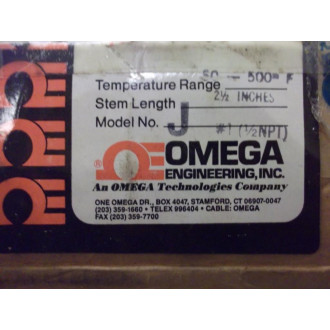 Temperature Range 50 - 500° F
Stem Length 2½ INCHES
Model No. J #1 (½NPT)
® OMEGA
ENGINEERING, INC.
An OMEGA Technologies Company
ONE OMEGA DR., BOX 4047, STAMFORD, CT 06907-0047
(203) 359-1660 • TELEX 996404 • CABLE: OMEGA
FAX (203) 359-7700